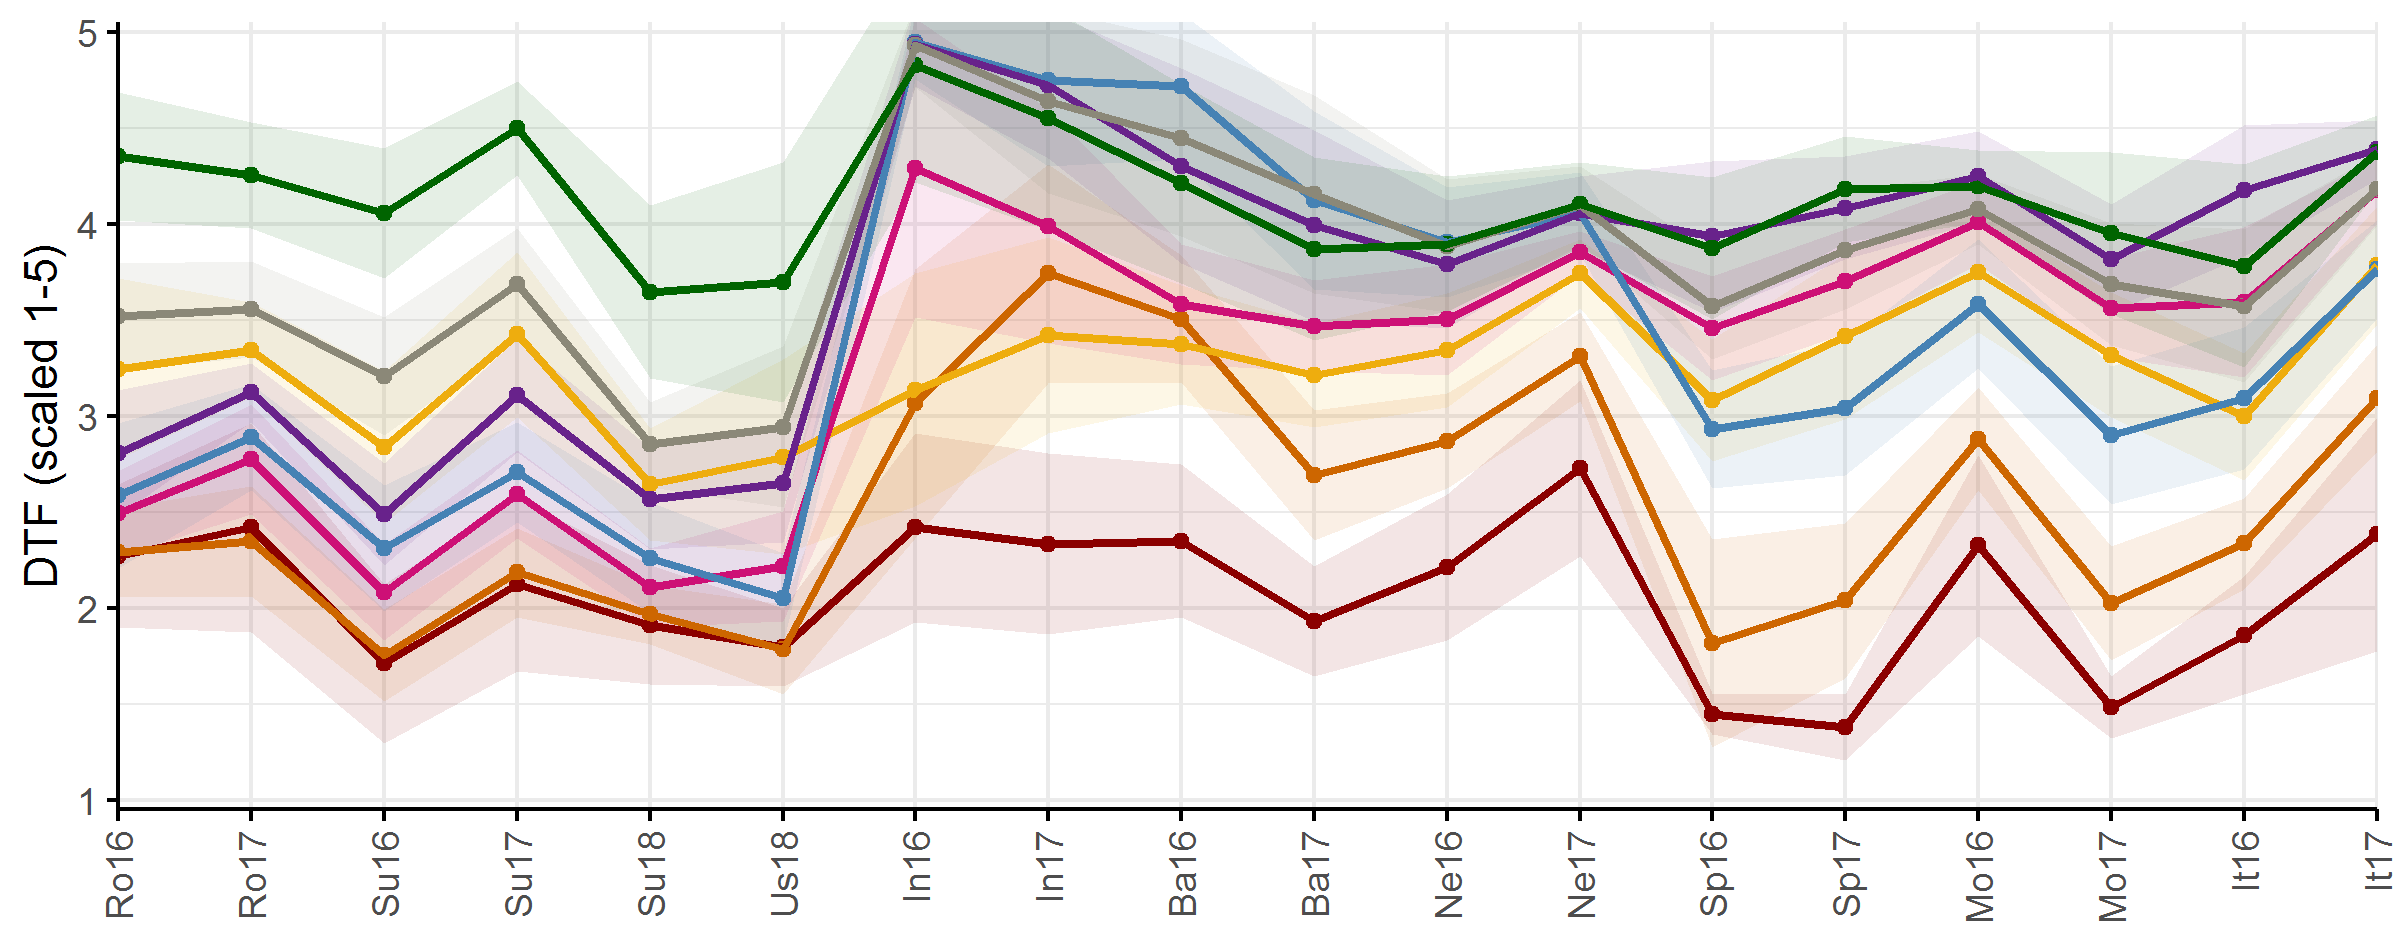 DTF (scaled 1-5)
5
4
3
2
1
Ro16
Ro17
Su16
Su17
Su18
Us18
In16
In17
Ba16
Ba17
Ne16
Ne17
Sp16
Sp17
Mo16
Mo17
It16
It17